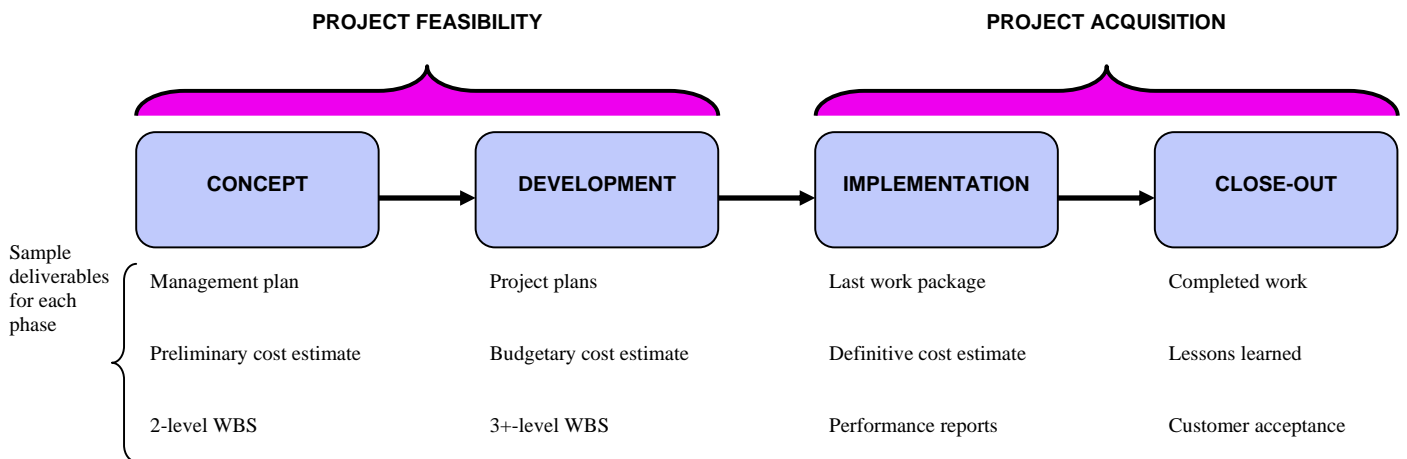 PROJECT FEASIBILITY
PROJECT ACQUISITION
CONCEPT
DEVELOPMENT
IMPLEMENTATION
CLOSE-OUT
Sample
deliverables
for each
phase
Management plan
Project plans
Last work package
Completed work
Preliminary cost estimate
Budgetary cost estimate
Definitive cost estimate
Lessons learned
2-level WBS
3+-level WBS
Performance reports
Customer acceptance